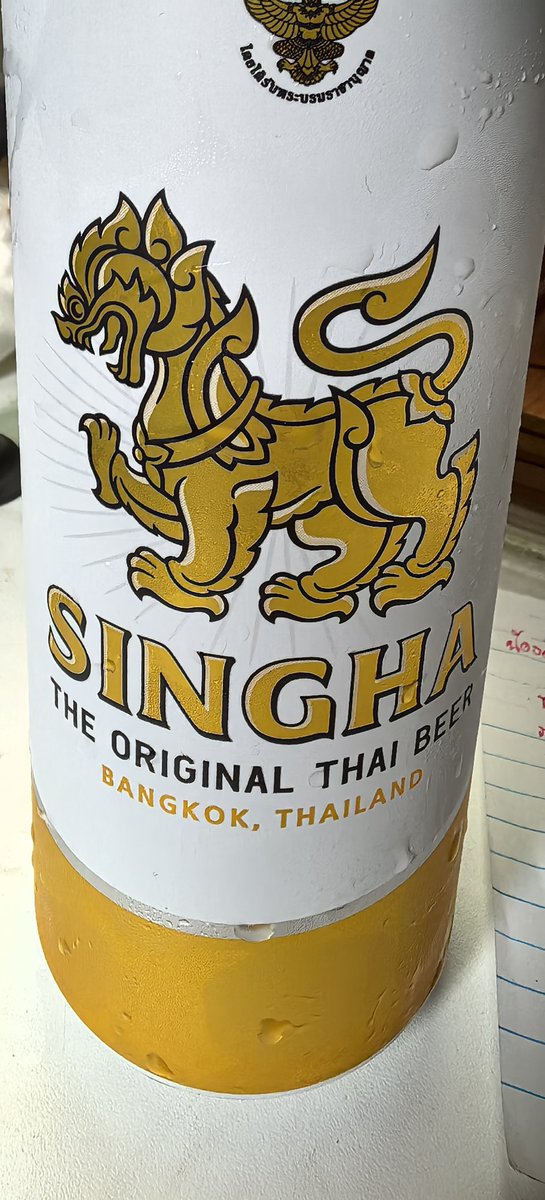 โดยได้รับพระบรมราชานุญาต
SINGHA
THE ORIGINAL THAI BEER
BANGKOK, THAILAND